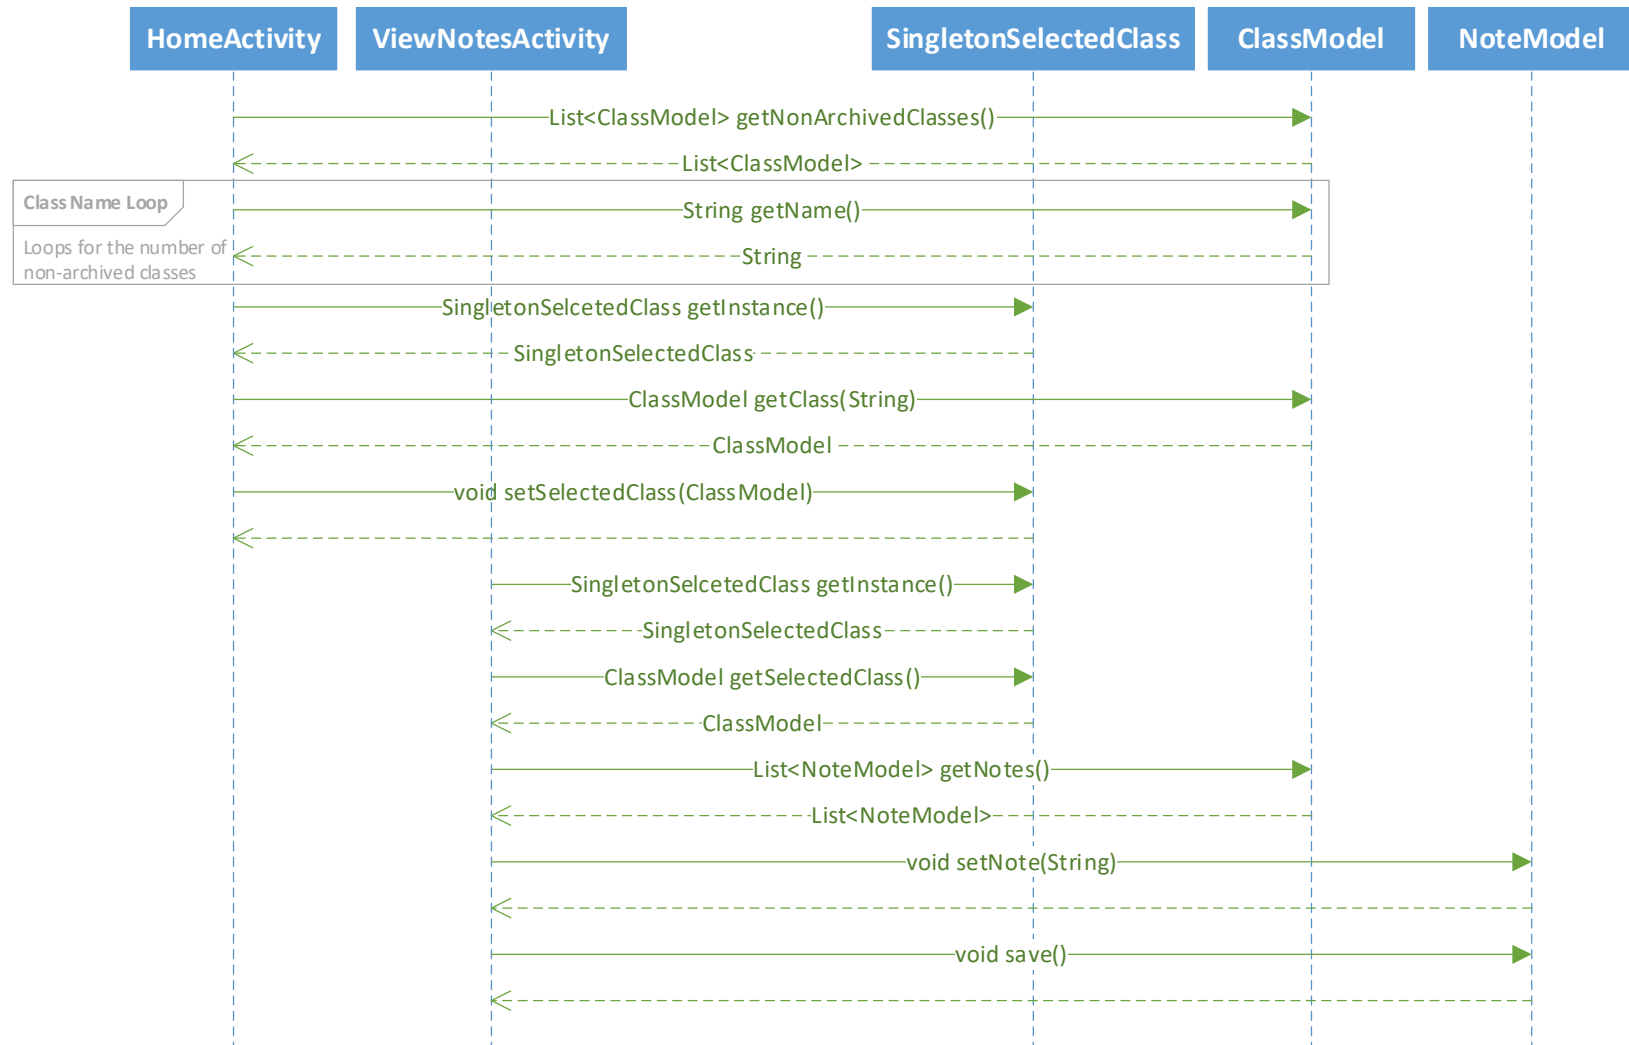 HomeActivity
ViewNotesActivity
SingletonSelectedClass
ClassModel
NoteModel
List<ClassModel> getNonArchivedClasses()
List<ClassModel>
Class Name Loop
String getName()
Loops for the number of
non-archived classes
String
SingletonSelcetedClass getInstance()
SingletonSelectedClass
ClassModel getClass(String)
ClassModel
void setSelectedClass(ClassModel)
SingletonSelcetedClass getInstance()
SingletonSelectedClass
ClassModel getSelectedClass()
ClassModel
List<NoteModel> getNotes()
List<NoteModel>
void setNote(String)
void save()